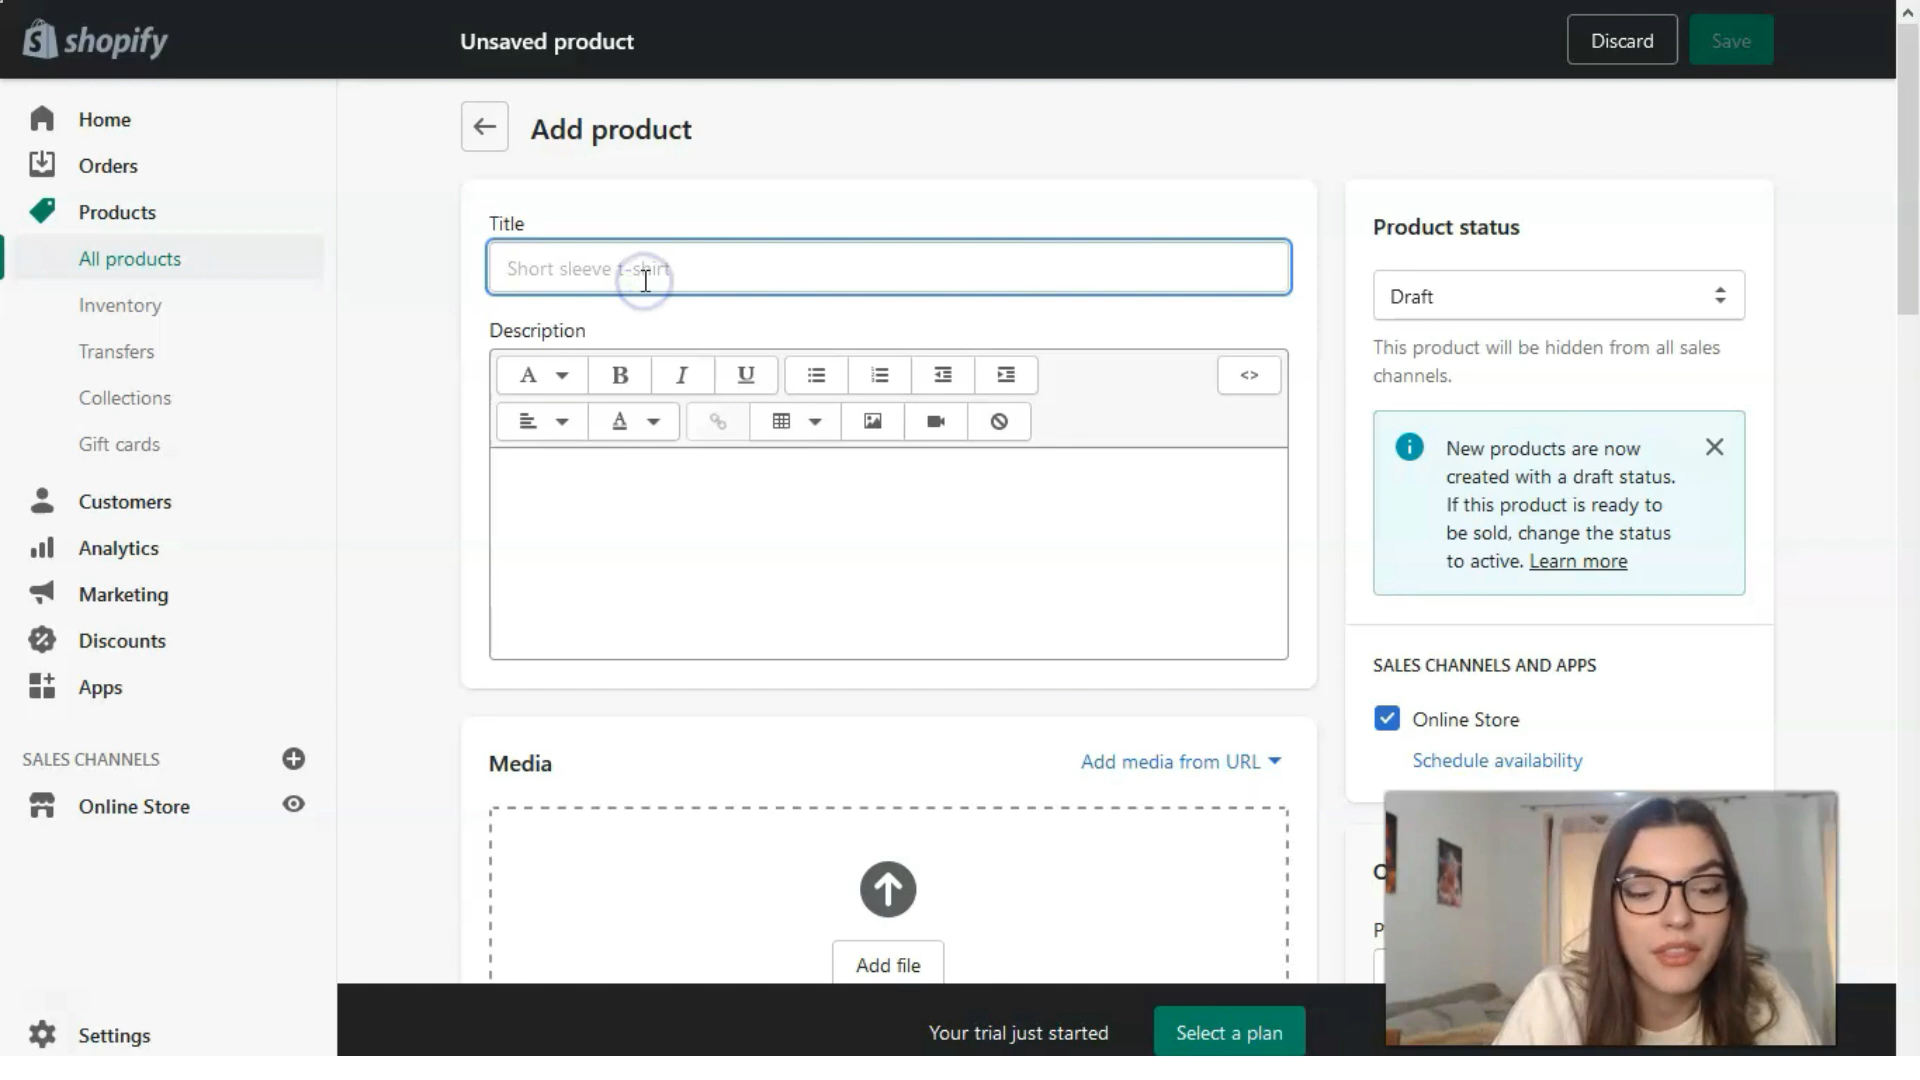 shopify
Unsaved product
Discard
Save
Home
Orders
Products
All products
Inventory
Transfers
Collections
Gift cards
Customers
Analytics
Marketing
Discounts
Apps
SALES CHANNELS
Online Store
Settings
Add product
Title
Short sleeve t-shirt
Description
A
B
I
U
<>
A
Media
Add media from URL
Add file
Product status
Draft
This product will be hidden from all sales
channels.
New products are now
created with a draft status.
If this product is ready to
be sold, change the status
to active. Learn more
SALES CHANNELS AND APPS
Online Store
Schedule availability
Your trial just started
Select a plan